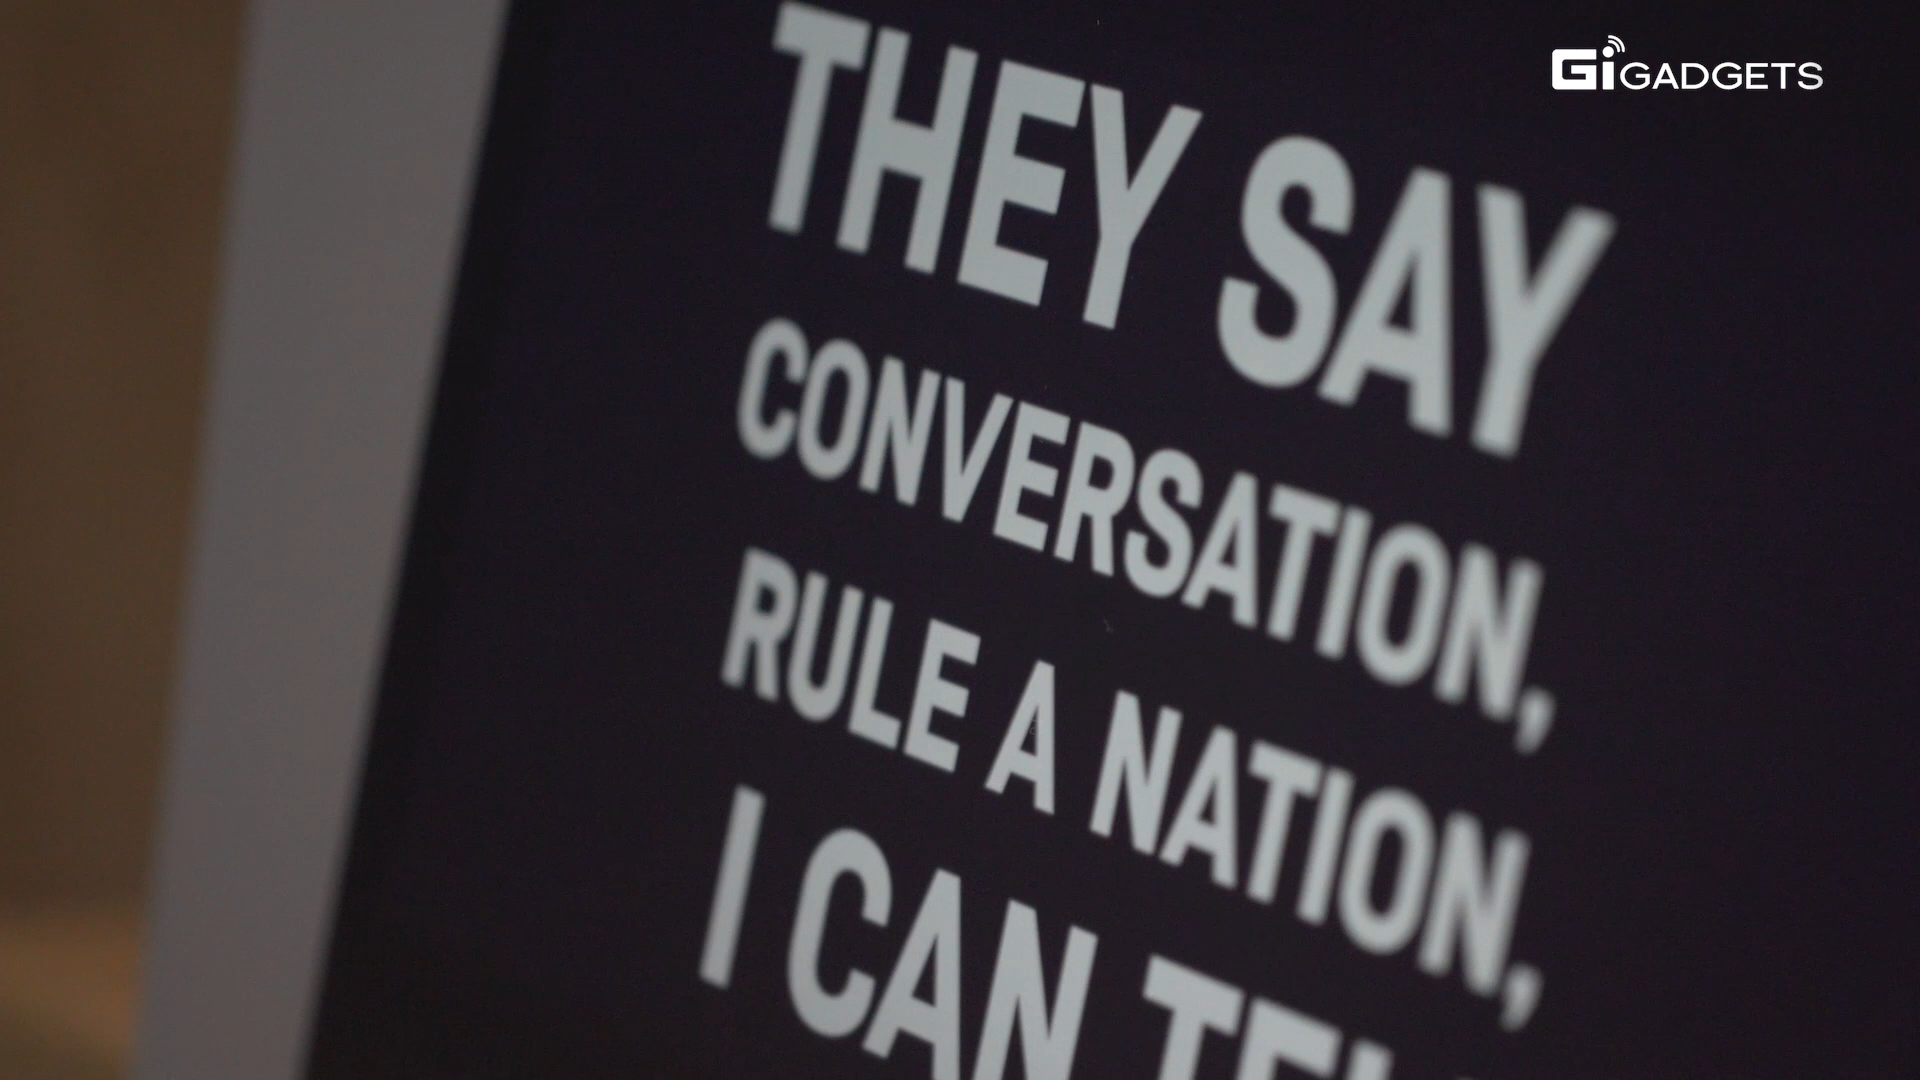 GiGADGETS
THEY SAY
CONVERSATION,
RULE A NATION,
I CAN